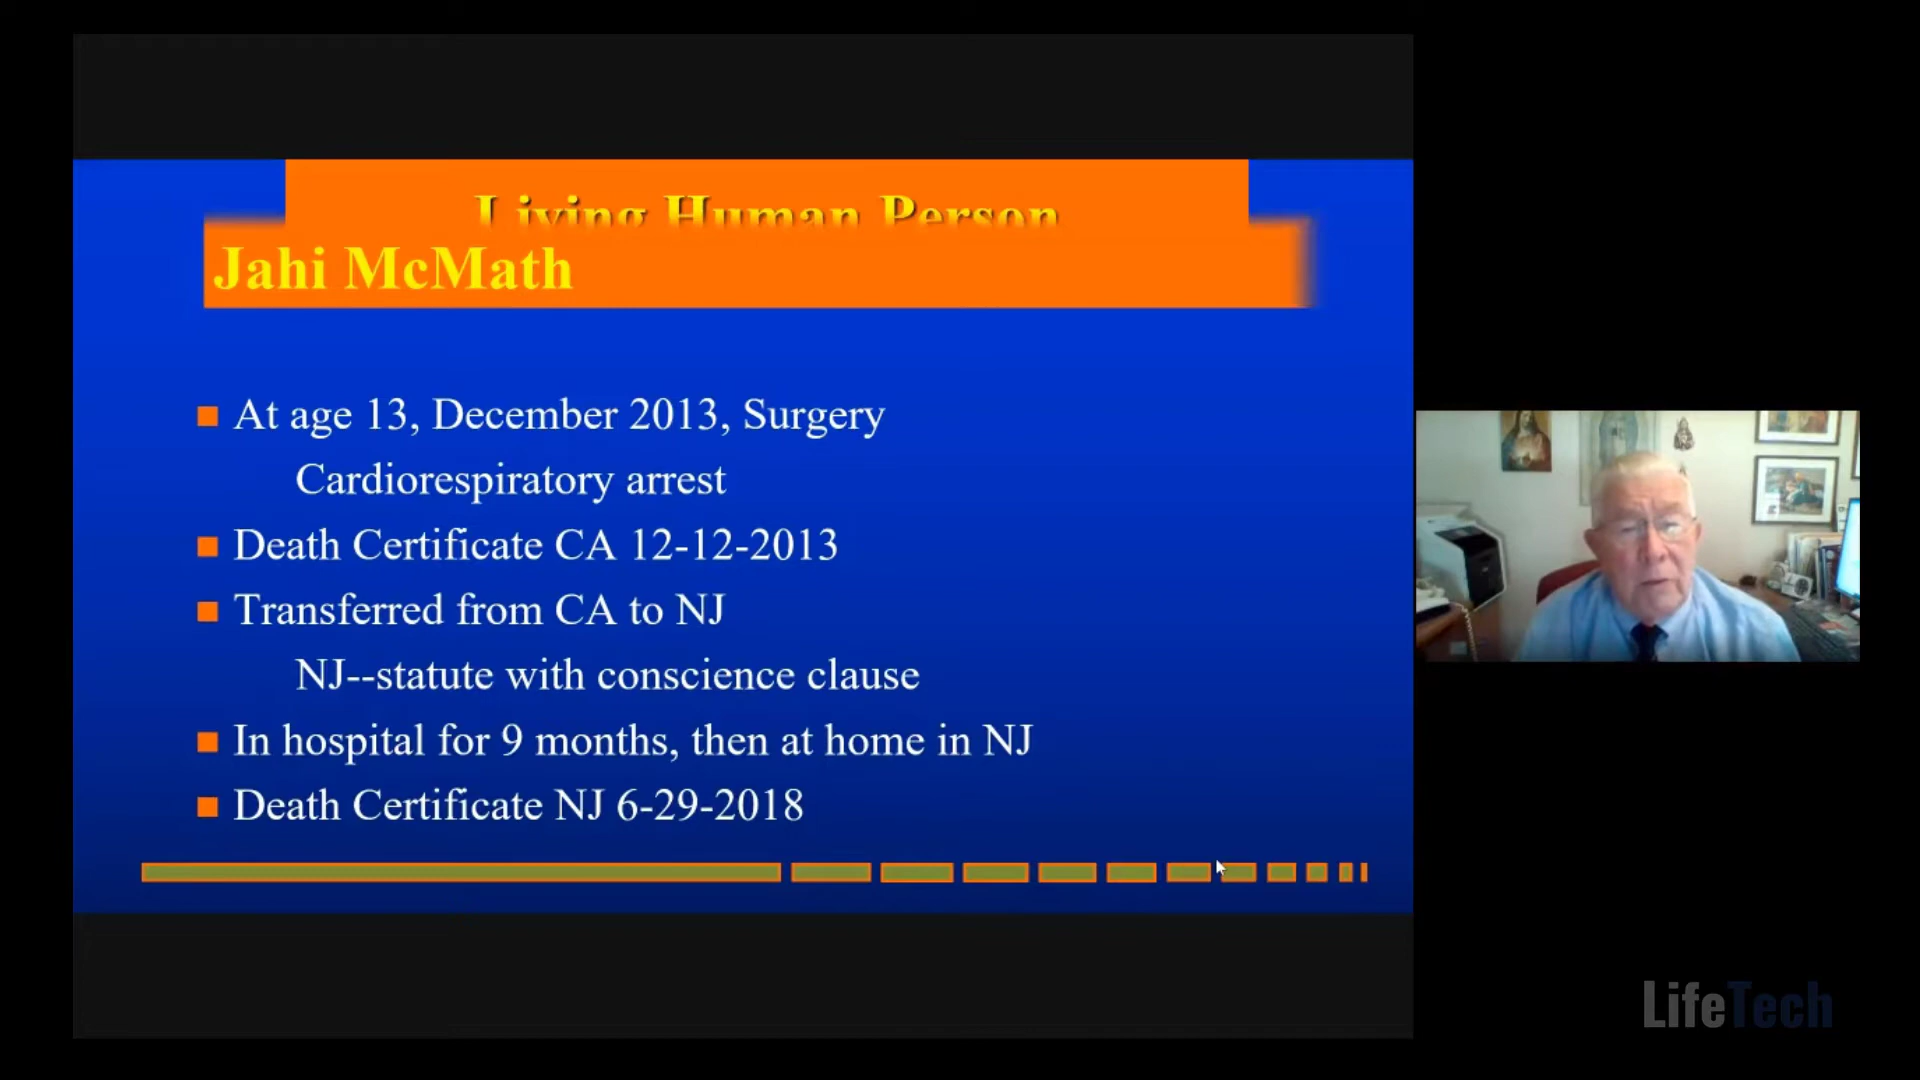 Living Human Person
Jahi McMath
At age 13, December 2013, Surgery
Cardiorespiratory arrest
Death Certificate CA 12-12-2013
Transferred from CA to NJ
NJ--statute with conscience clause
In hospital for 9 months, then at home in NJ
Death Certificate NJ 6-29-2018
LifeTech